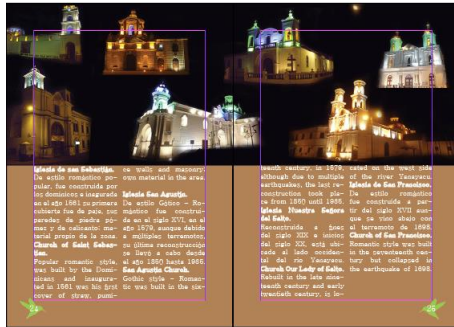 Iglesia de san Sebastián.
De estilo romántico po-
pular, fue construida por
los dominicos e inagurada
en el año 1561 su primera
cubierta fue de paja, sus
paredes de piedra pó-
mas y de calicanto; ma-
terial propio de la zona.
Church of Saint Sebas-
tian.
Popular romantic style,
was built by the Domi-
nicans and inaugura-
ted in 1561 was his first
cover of straw, pumi-
ce walls and masonry;
own material in the area.
Iglesia San Agustín.
De estilo Gótico – Ro-
mántico fue construi-
da en el siglo XVI, en el
año 1579, aunque debido
a múltiples terremotos,
su última reconstrucción
se llevó a cabo desde
el año 1850 hasta 1965.
San Agustín Church.
Gothic style - Roman-
tic was built in the six-
24
teenth century, in 1579,
although due to multiple
earthquakes, the last re-
construction took pla-
ce from 1850 until 1965.
Iglesia Nuestra Señora
del Salto.
Reconstruida a fines
del siglo XIX e inicios
del siglo XX, está ubi-
cada al lado occiden-
tal del río Yanayacu.
Church Our Lady of Salto.
Rebuilt in the late nine-
teenth century and early
twentieth century, is lo-
cated on the west side
of the river Yanayacu.
Iglesia de San Francisco.
De estilo romántico
fue construida a par-
tir del siglo XVII aun-
que se vino abajo con
el terremoto de 1698.
Church of San Francisco.
Romantic style was built
in the seventeenth cen-
tury but collapsed in
the earthquake of 1698.
25